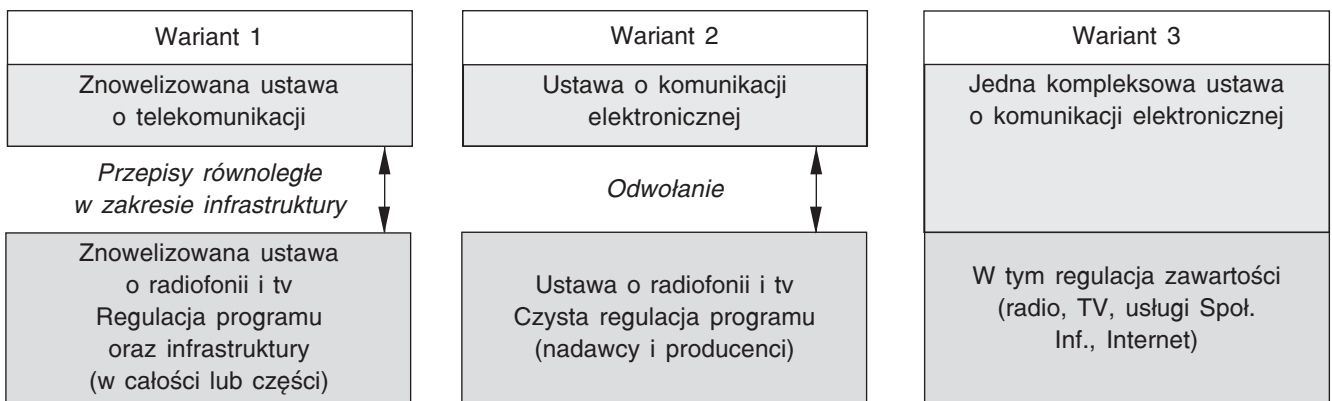 Wariant 1
Znowelizowana ustawa
o telekomunikacji
Przepisy równoległe
w zakresie infrastruktury
Znowelizowana ustawa
o radiofonii i tv
Regulacja programu
oraz infrastruktury
(w całości lub części)
Wariant 2
Ustawa o komunikacji
elektronicznej
Odwołanie
Ustawa o radiofonii i tv
Czysta regulacja programu
(nadawcy i producenci)
Wariant 3
Jedna kompleksowa ustawa
o komunikacji elektronicznej
W tym regulacja zawartości
(radio, TV, usługi Społ.
Inf., Internet)